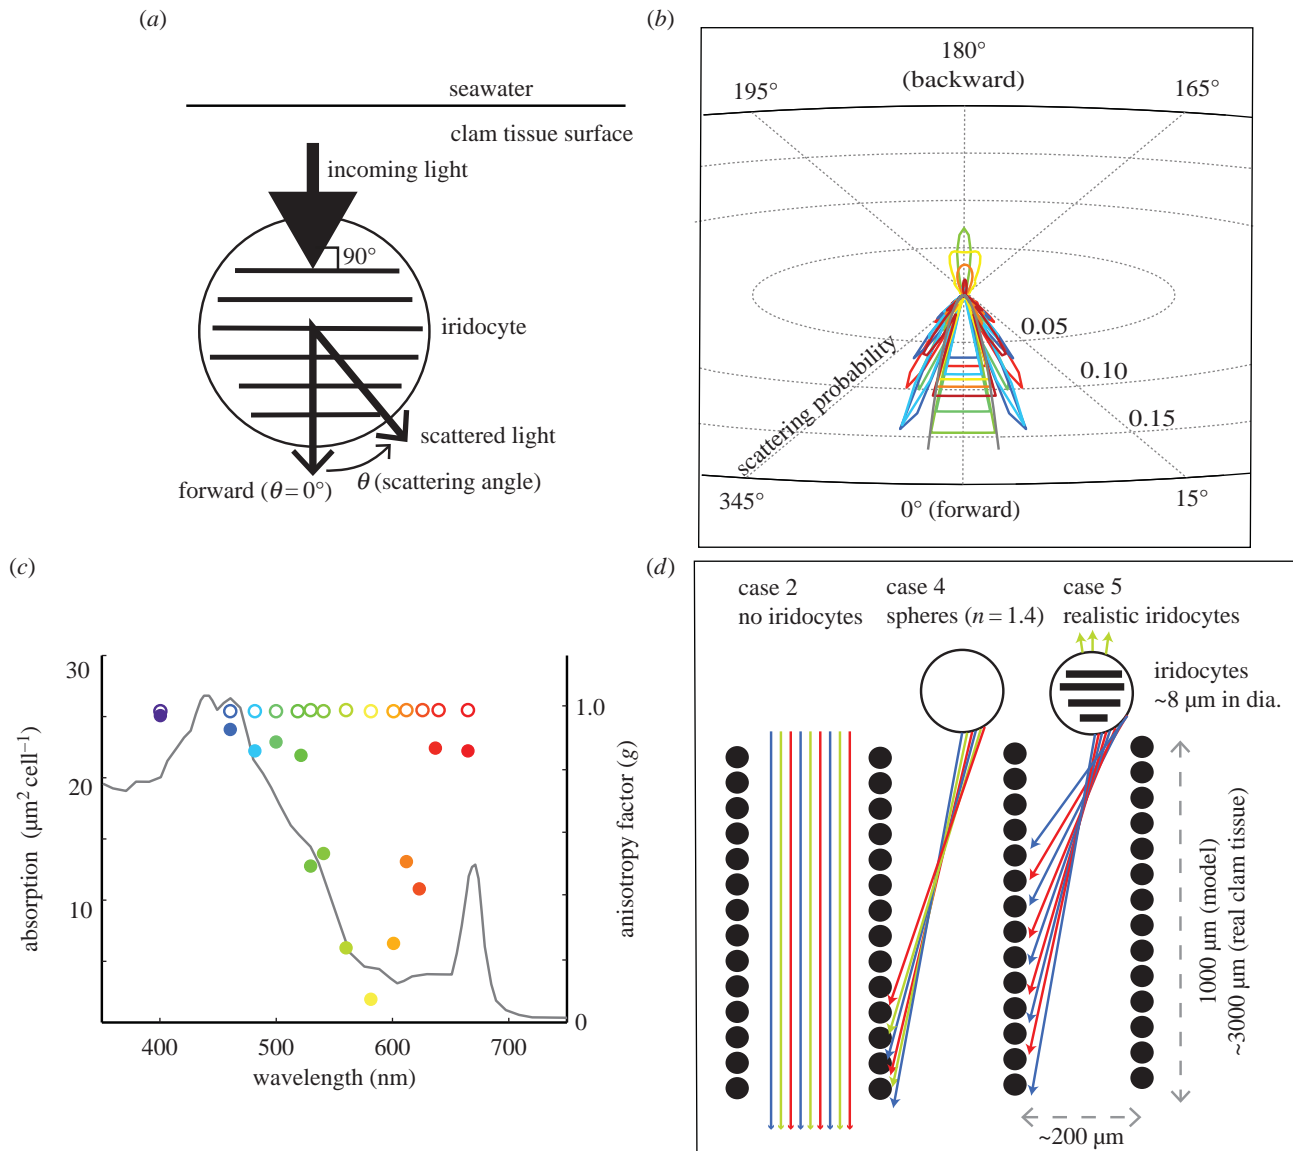 (a)
seawater
clam tissue surface
incoming light
90°
iridocyte
scattered light
forward (θ = 0°)
θ (scattering angle)
(b)
180°
(backward)
195°
165°
0.05
0.10
0.15
scattering probability
345°
0° (forward)
15°
(c)
30
20
10
absorption (µm² cell⁻¹)
1.0
0
anisotropy factor (g)
400
500
600
700
wavelength (nm)
(d)
case 2
no iridocytes
case 4
spheres (n = 1.4)
case 5
realistic iridocytes
iridocytes
~8 µm in dia.
1000 µm (model)
~3000 µm (real clam tissue)
~200 µm